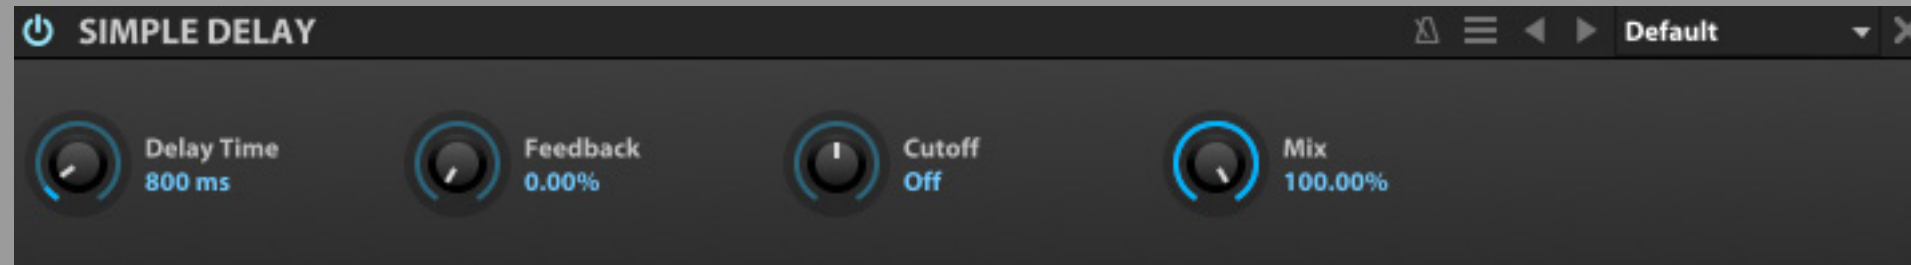 SIMPLE DELAY
Default
Delay Time
800 ms
Feedback
0.00%
Cutoff
Off
Mix
100.00%